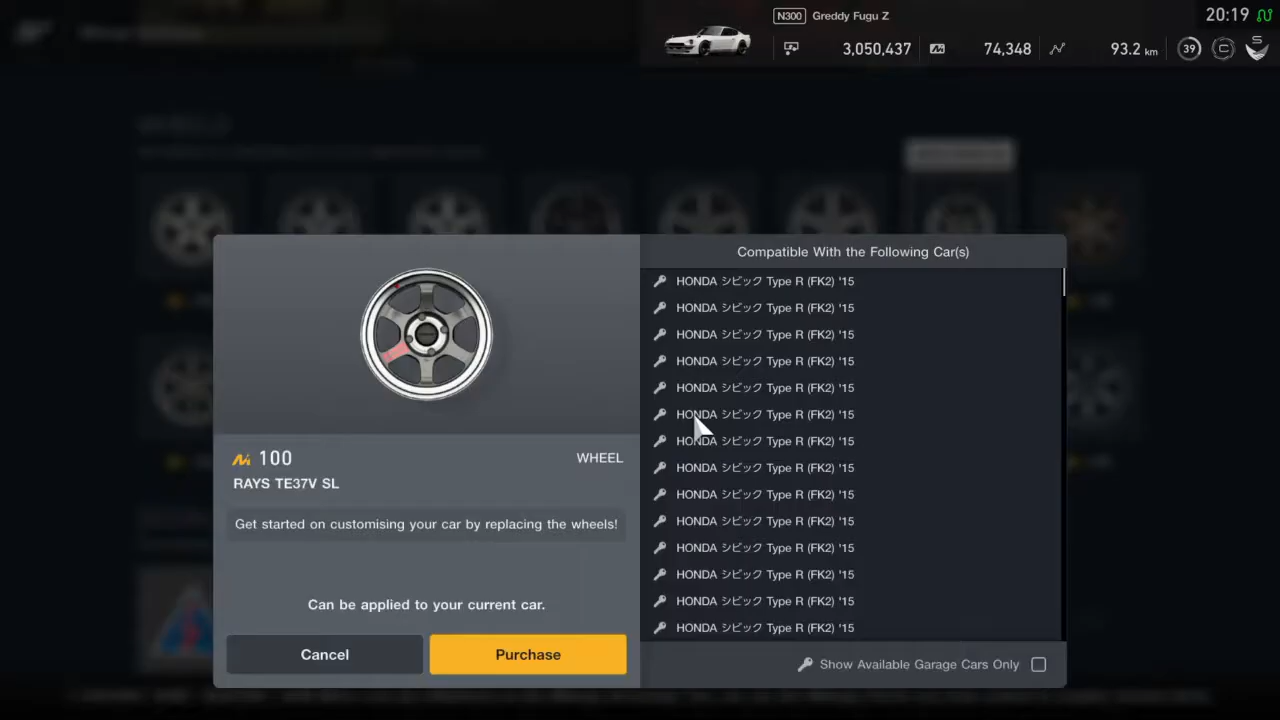 N300 Greddy Fugu Z
20:19
3,050,437
74,348
93.2 km
39
C
S
Compatible With the Following Car(s)
HONDA シビック Type R (FK2) '15
HONDA シビック Type R (FK2) '15
HONDA シビック Type R (FK2) '15
HONDA シビック Type R (FK2) '15
HONDA シビック Type R (FK2) '15
HONDA シビック Type R (FK2) '15
HONDA シビック Type R (FK2) '15
HONDA シビック Type R (FK2) '15
HONDA シビック Type R (FK2) '15
HONDA シビック Type R (FK2) '15
HONDA シビック Type R (FK2) '15
HONDA シビック Type R (FK2) '15
HONDA シビック Type R (FK2) '15
HONDA シビック Type R (FK2) '15
100
WHEEL
RAYS TE37V SL
Get started on customising your car by replacing the wheels!
Can be applied to your current car.
Cancel
Purchase
Show Available Garage Cars Only